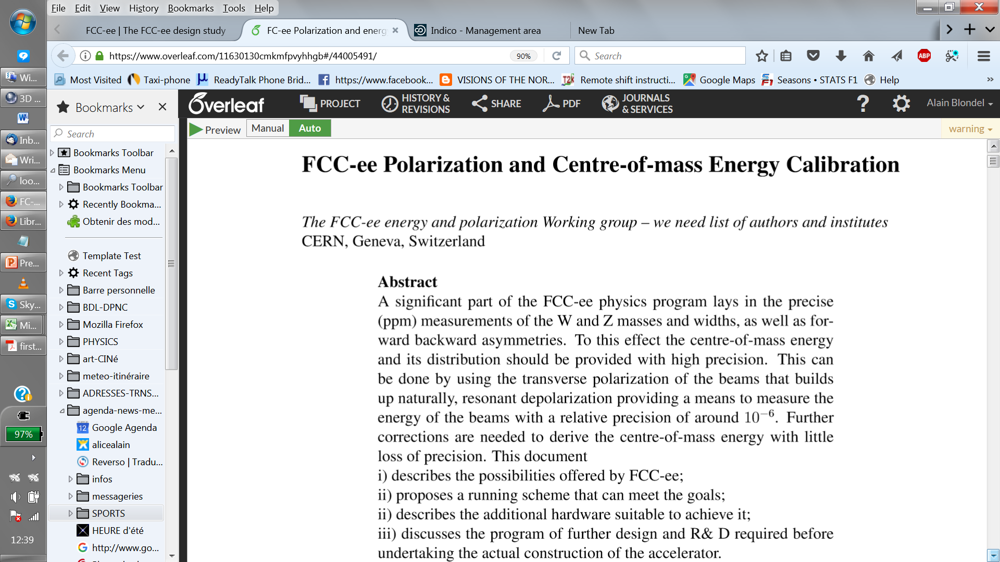 File Edit View History Bookmarks Tools Help
FCC-ee | The FCC-ee design study
FC-ee Polarization and energ
Indico - Management area
New Tab
https://www.overleaf.com/11630130cmkmfpvyhhgb#/44005491/
90%
Search
ABP
Most Visited
Taxi-phone
ReadyTalk Phone Brid...
https://www.facebook...
VISIONS OF THE NOR...
Remote shift instructi...
Google Maps
Seasons • STATS F1
Help
»
Wi...
3D ...
Inb...
Wri...
loo...
FC-...
Libr...
Pre...
Sky...
Mi...
first...
97%
12:39
Bookmarks
Search
Bookmarks Toolbar
Bookmarks Menu
Bookmarks Toolbar
Recently Bookma...
Obtenir des mod...
Template Test
Recent Tags
Barre personnelle
BDL-DPNC
Mozilla Firefox
PHYSICS
art-CINé
meteo-itinéraire
ADRESSES-TRNS...
agenda-news-me...
12 Google Agenda
alicealain
Reverso | Tradu...
infos
messageries
SPORTS
HEURE d'été
http://www.go...
Overleaf
PROJECT
HISTORY &
REVISIONS
SHARE
PDF
JOURNALS
& SERVICES
?
Alain Blondel
Preview
Manual
Auto
warning
FCC-ee Polarization and Centre-of-mass Energy Calibration
The FCC-ee energy and polarization Working group – we need list of authors and institutes
CERN, Geneva, Switzerland
Abstract
A significant part of the FCC-ee physics program lays in the precise
(ppm) measurements of the W and Z masses and widths, as well as for-
ward backward asymmetries. To this effect the centre-of-mass energy
and its distribution should be provided with high precision. This can
be done by using the transverse polarization of the beams that builds
up naturally, resonant depolarization providing a means to measure the
energy of the beams with a relative precision of around 10⁻⁶. Further
corrections are needed to derive the centre-of-mass energy with little
loss of precision. This document
i) describes the possibilities offered by FCC-ee;
ii) proposes a running scheme that can meet the goals;
ii) describes the additional hardware suitable to achieve it;
iii) discusses the program of further design and R& D required before
undertaking the actual construction of the accelerator.